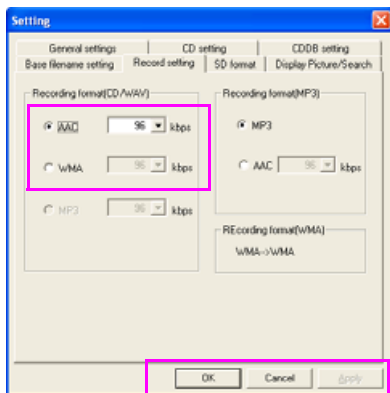 Setting
General settings CD setting CDDB setting
Base filename setting Record setting SD format Display Picture/Search
Recording format(CD/WAV) Recording format(MP3)
AAC 96 kbps MP3
WMA 96 kbps AAC 96 kbps
MP3 96 kbps
REcording format(WMA)
WMA->WMA
OK Cancel Apply